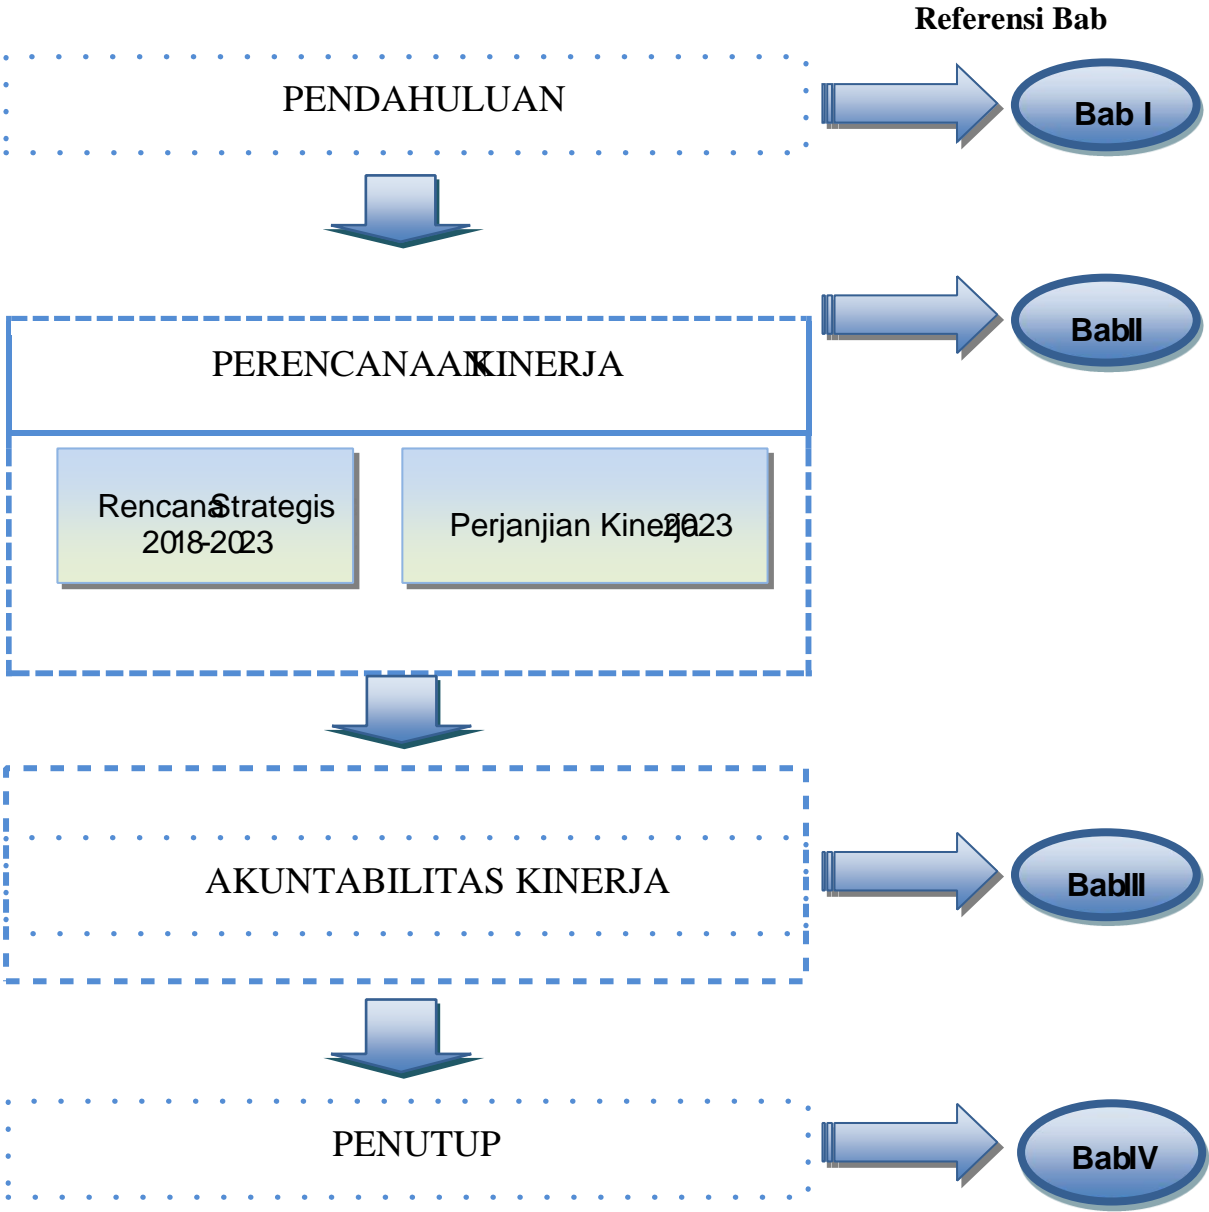 Referensi Bab
PENDAHULUAN
Bab I
Bab II
PERENCANAAN KINERJA
Rencana Strategis
2018-2023
Perjanjian Kinerja 2023
AKUNTABILITAS KINERJA
Bab III
PENUTUP
Bab IV